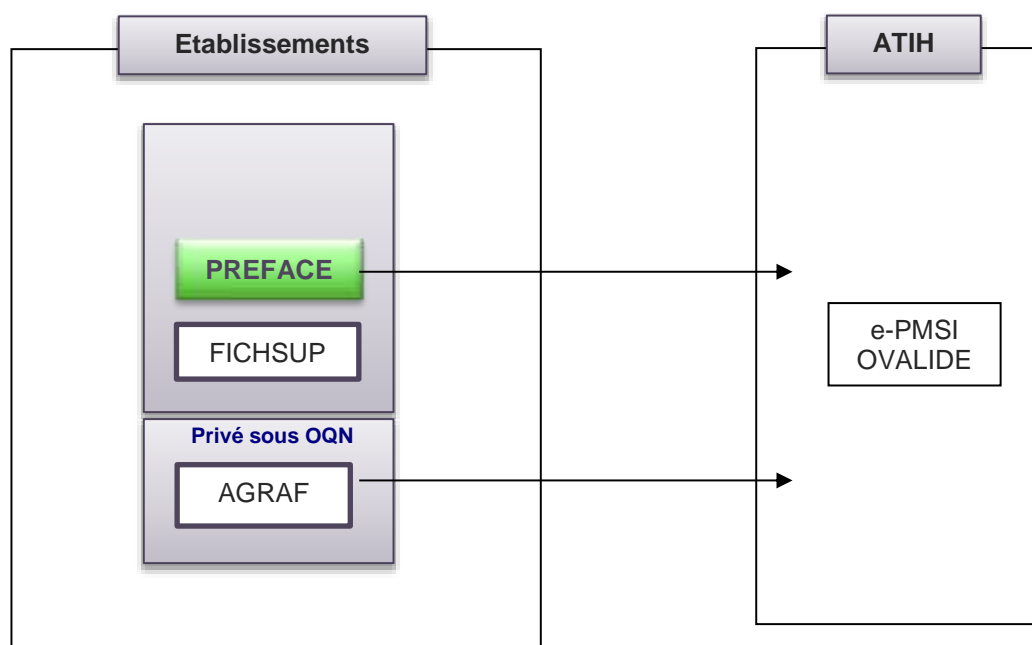 Etablissements
ATIH
PREFACE
FICHSUP
e-PMSI
OVALIDE
Privé sous OQN
AGRAF